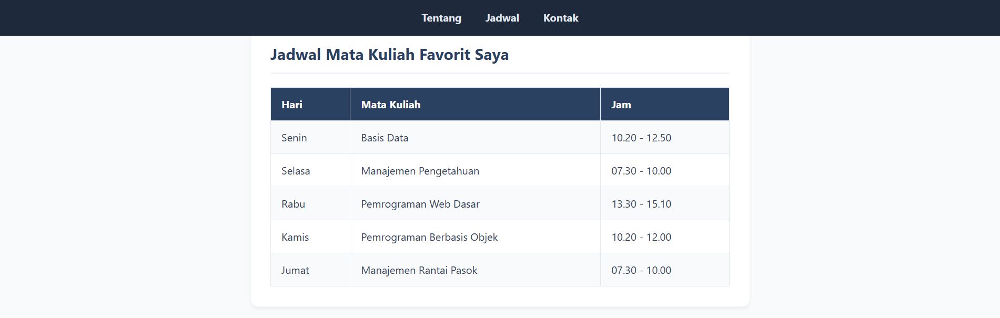 Tentang Jadwal Kontak
Jadwal Mata Kuliah Favorit Saya
Hari Mata Kuliah Jam
Senin Basis Data 10.20 - 12.50
Selasa Manajemen Pengetahuan 07.30 - 10.00
Rabu Pemrograman Web Dasar 13.30 - 15.10
Kamis Pemrograman Berbasis Objek 10.20 - 12.00
Jumat Manajemen Rantai Pasok 07.30 - 10.00